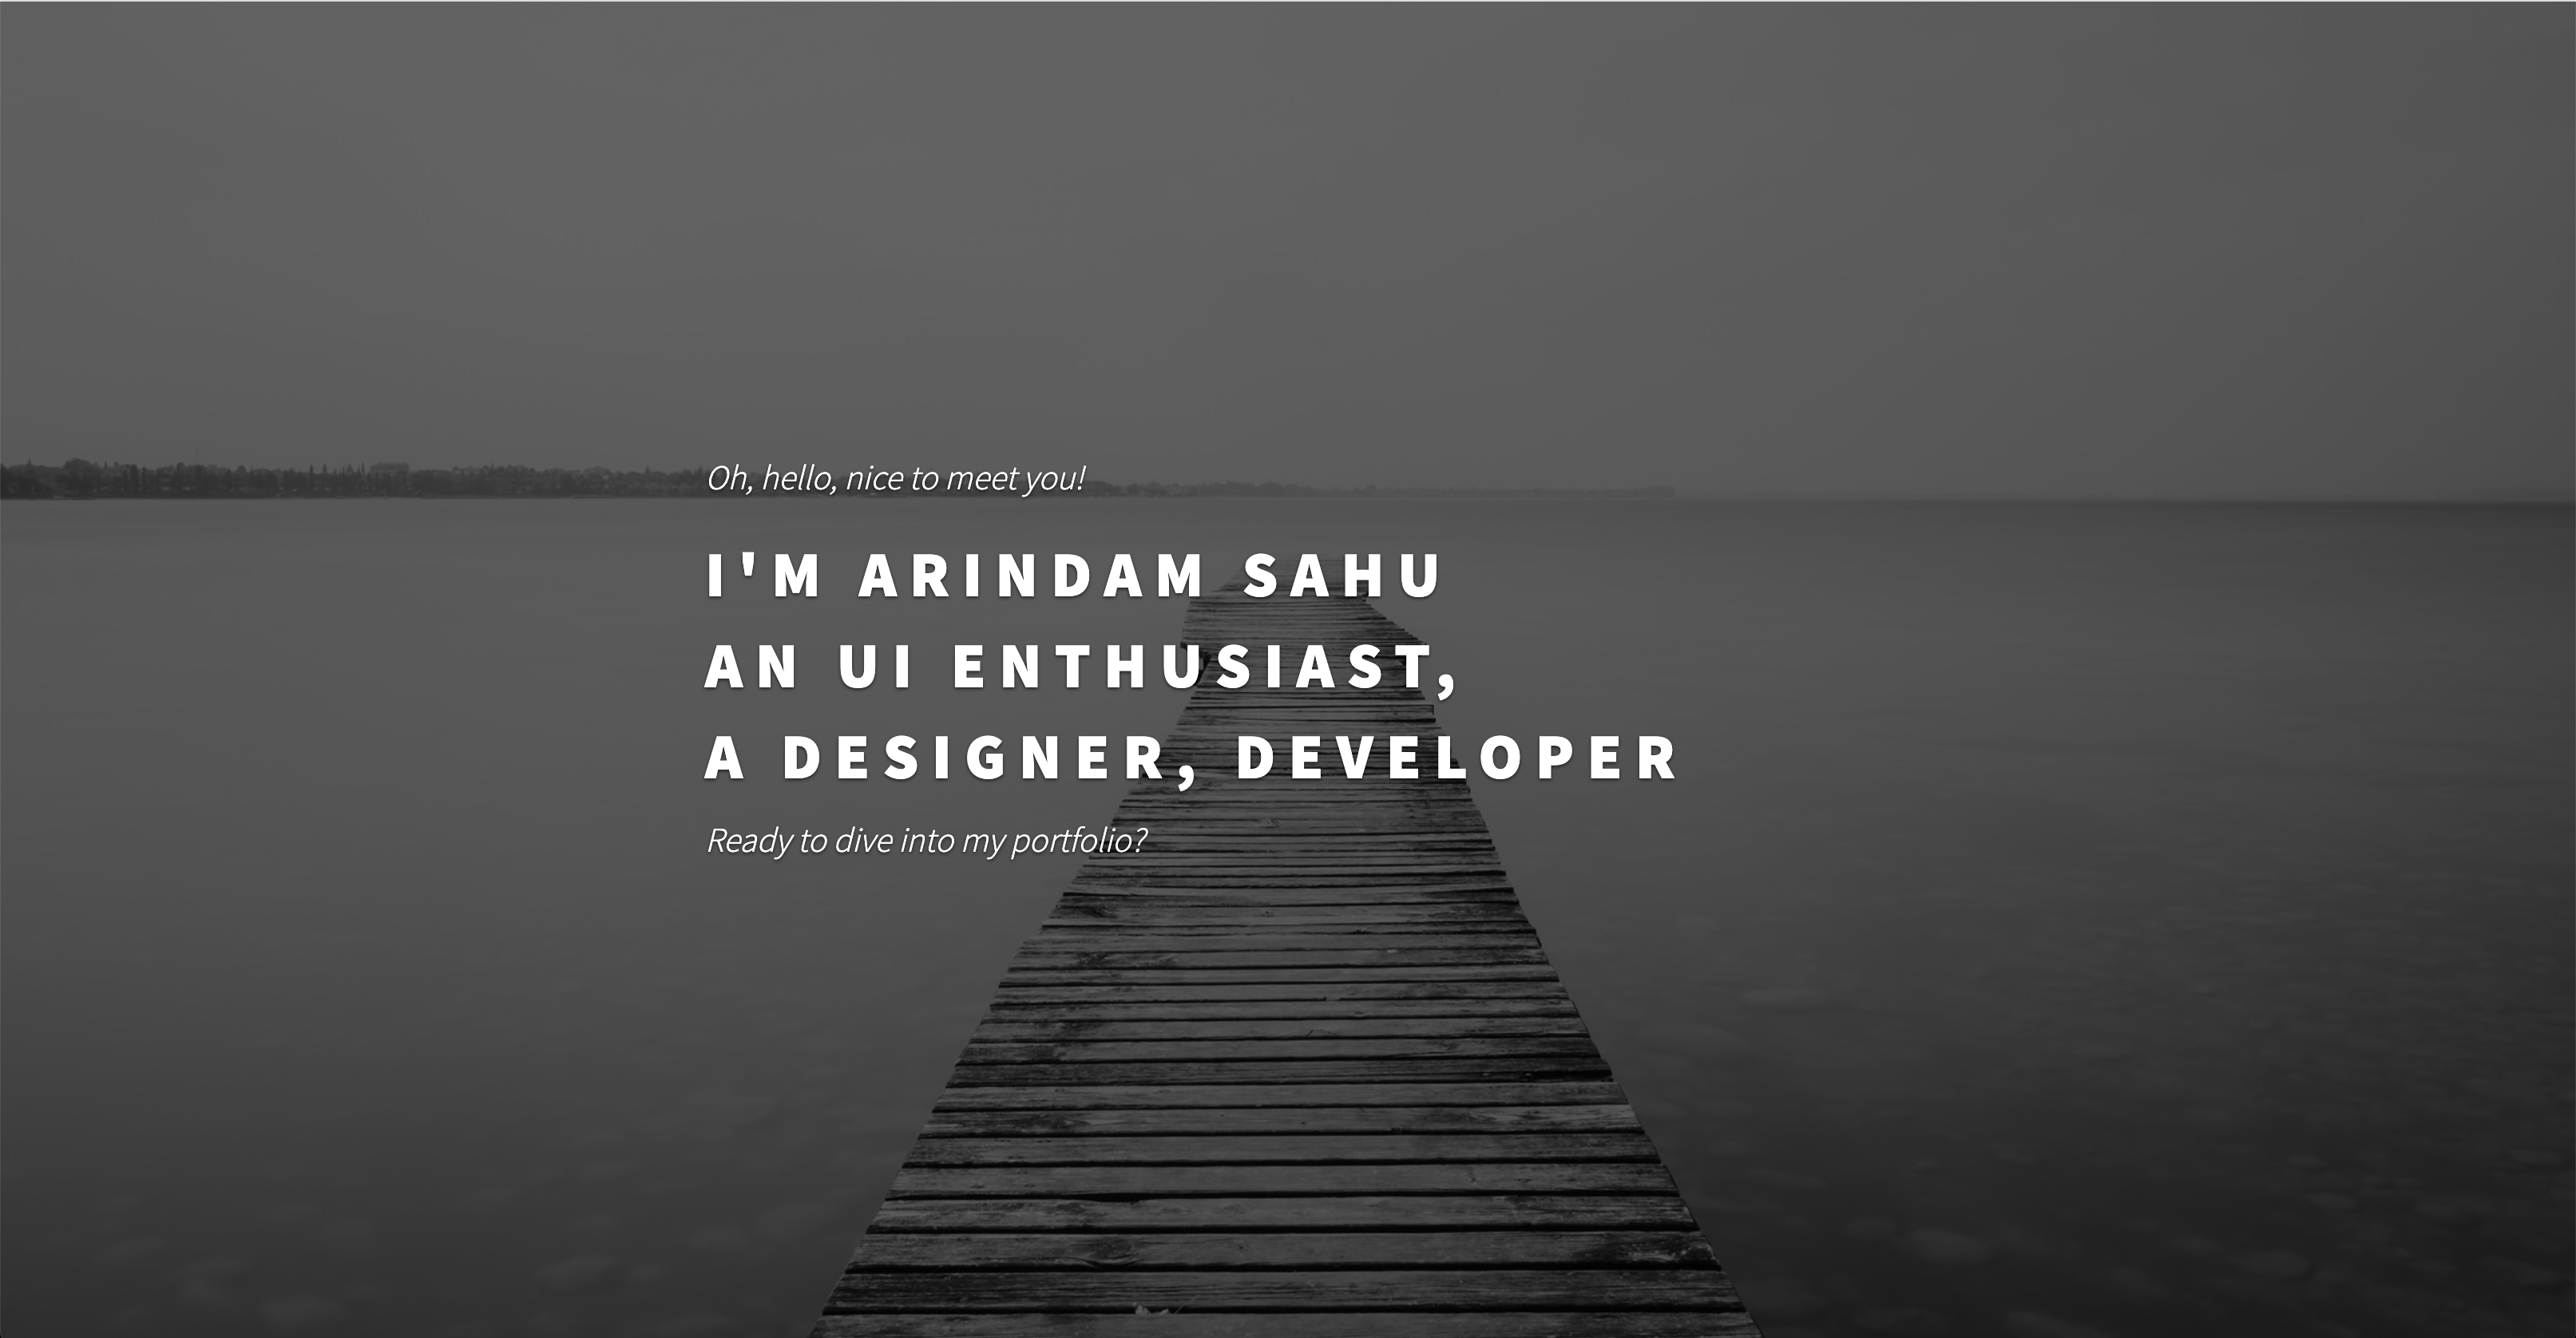 Oh, hello, nice to meet you!
I'M ARINDAM SAHU
AN UI ENTHUSIAST,
A DESIGNER, DEVELOPER
Ready to dive into my portfolio?